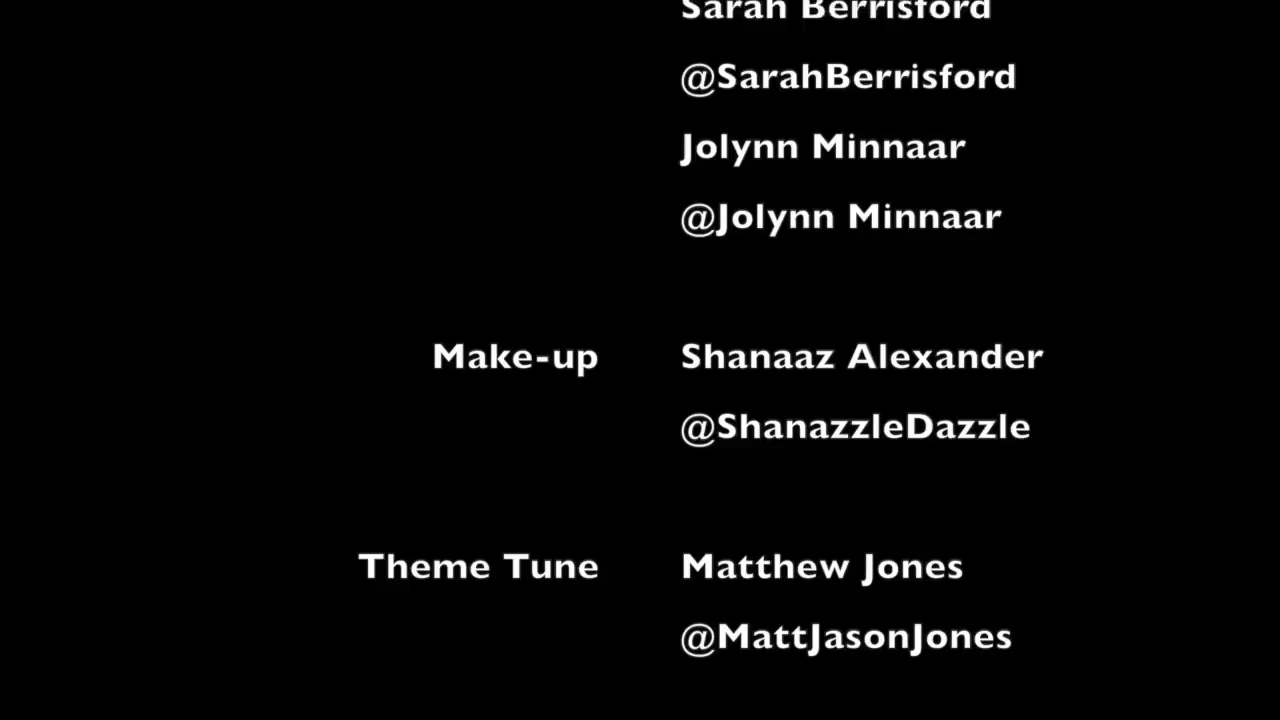 Sarah Berrisford
@SarahBerrisford
Jolynn Minnaar
@Jolynn Minnaar
Make-up Shanaaz Alexander
@ShanazzleDazzle
Theme Tune Matthew Jones
@MattJasonJones